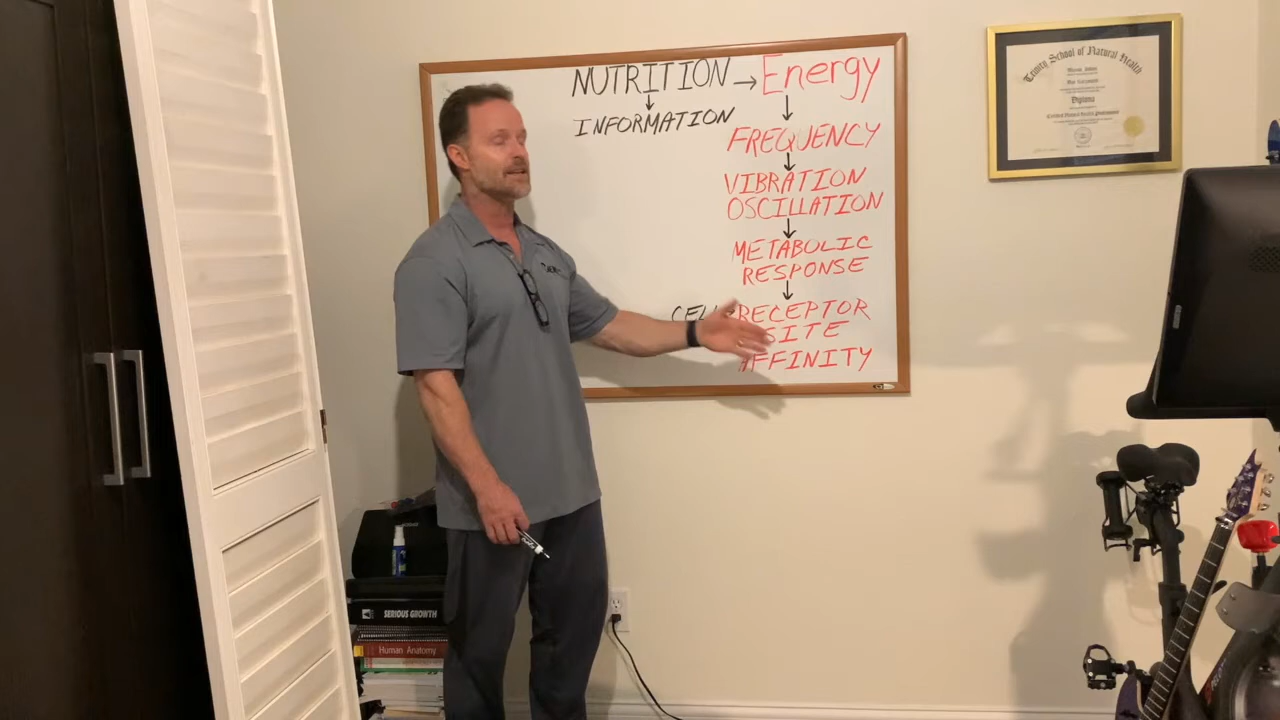 NUTRITION → Energy
↓ ↓
INFORMATION
FREQUENCY
↓
VIBRATION
OSCILLATION
↓
METABOLIC
RESPONSE
↓
RECEPTOR
SITE
AFFINITY
Trinity School of Natural Health
Diploma
SERIOUS GROWTH
Human Anatomy